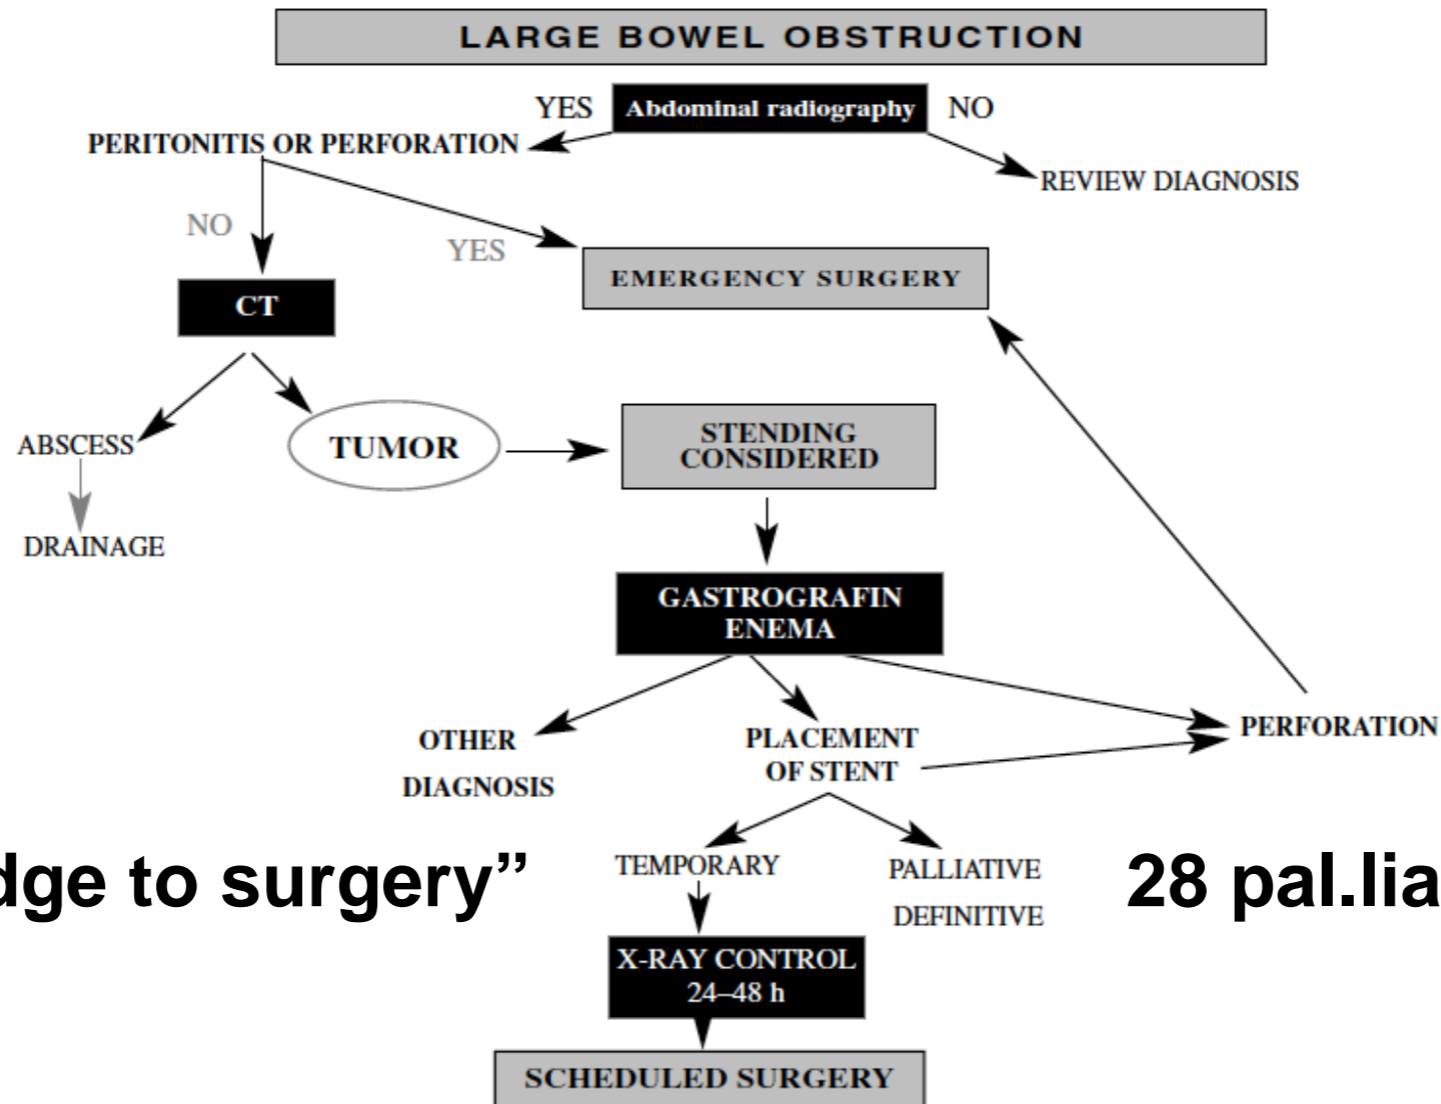 LARGE BOWEL OBSTRUCTION
YES Abdominal radiography NO
PERITONITIS OR PERFORATION
REVIEW DIAGNOSIS
NO
YES
EMERGENCY SURGERY
CT
ABSCESS
TUMOR
STENDING
CONSIDERED
DRAINAGE
GASTROGRAFIN
ENEMA
OTHER
DIAGNOSIS
PLACEMENT
OF STENT
PERFORATION
dge to surgery”
TEMPORARY
PALLIATIVE
DEFINITIVE
28 pal.lia
X-RAY CONTROL
24–48 h
SCHEDULED SURGERY